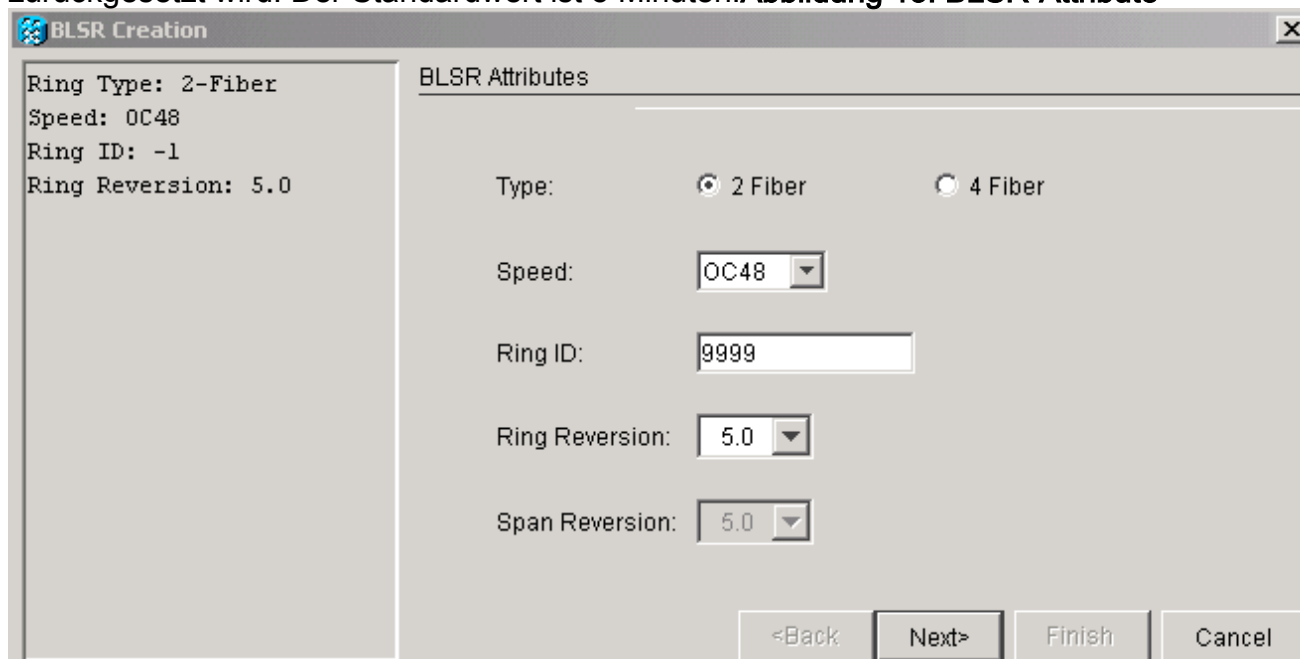 BLSR Creation
Ring Type: 2-Fiber
Speed: OC48
Ring ID: -1
Ring Reversion: 5.0
BLSR Attributes
Type: 2 Fiber 4 Fiber
Speed: OC48
Ring ID: 9999
Ring Reversion: 5.0
Span Reversion: 5.0
<Back Next> Finish Cancel